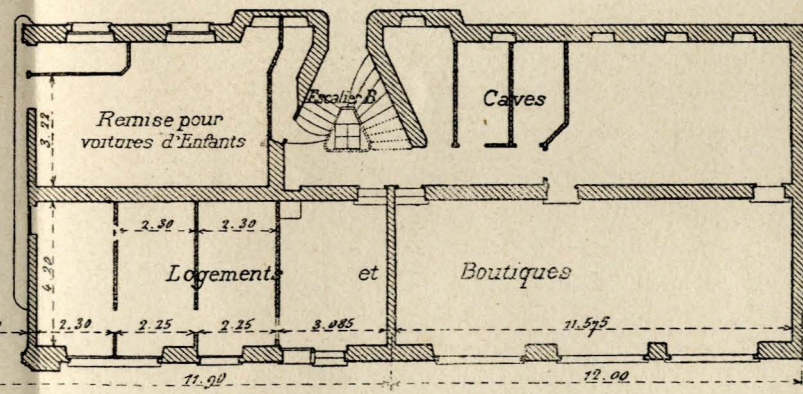 Escalier B
Caves
Remise pour
voitures d'Enfants
3.22
2.30 2.30
4.20
Logements et Boutiques
2.30 2.25 2.25 3.085 11.575
11.90 12.00